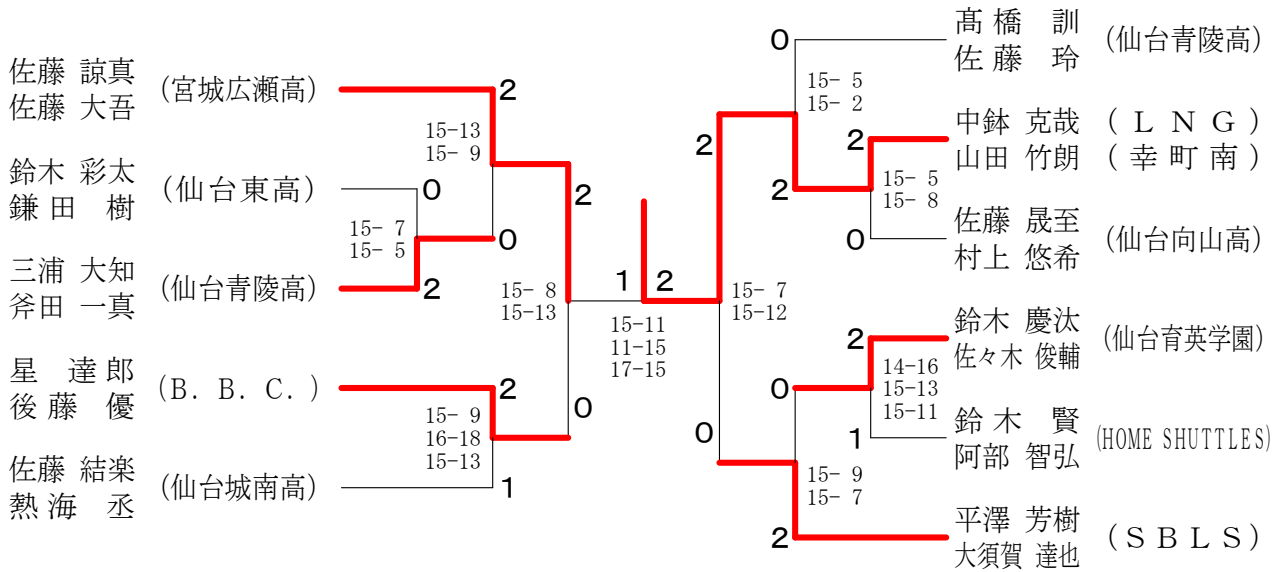 佐藤 諒真
佐藤 大吾
(宮城広瀬高)
2
15-13
15- 9
鈴木 彩太
鎌田 樹
(仙台東高)
0
15- 7
15- 5
0
三浦 大知
斧田 一真
(仙台青陵高)
2
2
15- 8
15-13
星 達郎
後藤 優
(B. B. C. )
2
15- 9
16-18
15-13
0
佐藤 結楽
熱海 丞
(仙台城南高)
1
1
2
15-11
11-15
17-15
髙橋 訓
佐藤 玲
(仙台青陵高)
0
15- 5
15- 2
中鉢 克哉
山田 竹朗
(LNG)
(幸町南)
2
2
2
15- 5
15- 8
佐藤 晟至
村上 悠希
(仙台向山高)
0
15- 7
15-12
鈴木 慶汰
佐々木 俊輔
(仙台育英学園)
2
14-16
15-13
15-11
0
鈴木 賢
阿部 智弘
(HOME SHUTTLES)
1
0
15- 9
15- 7
平澤 芳樹
大須賀 達也
(SBLS)
2